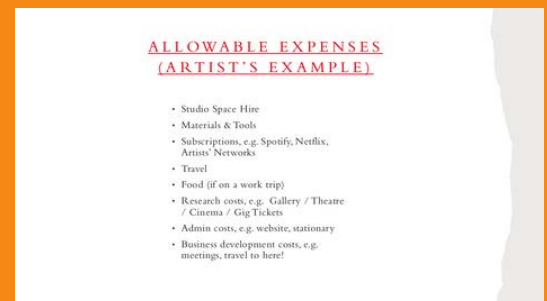 ALLOWABLE EXPENSES
(ARTIST'S EXAMPLE)
• Studio Space Hire
• Materials & Tools
• Subscriptions, e.g. Spotify, Netflix,
Artists' Networks
• Travel
• Food (if on a work trip)
• Research costs, e.g. Gallery / Theatre
/ Cinema / Gig Tickets
• Admin costs, e.g. website, stationary
• Business development costs, e.g.
meetings, travel to here!